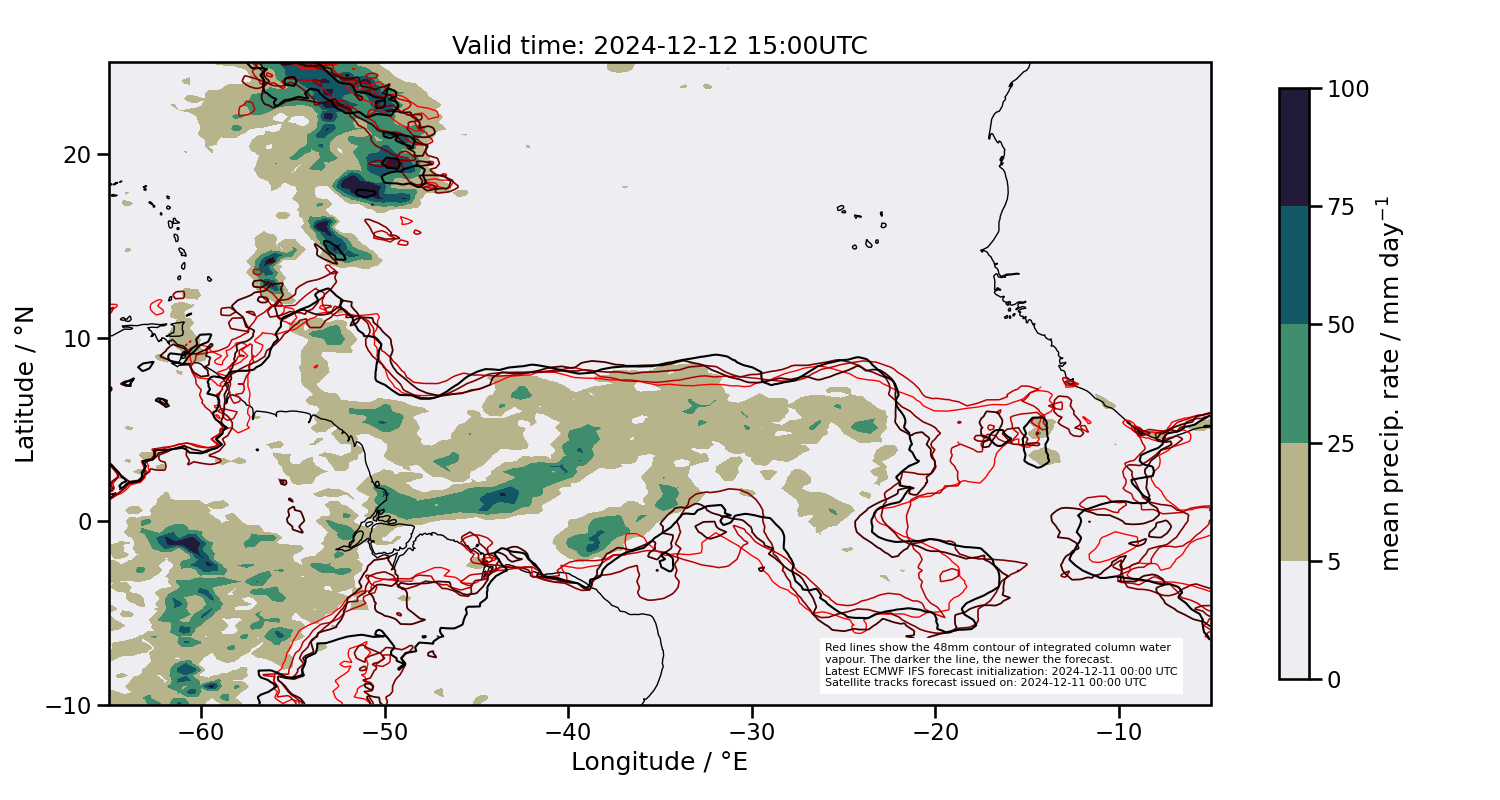 Valid time: 2024-12-12 15:00UTC
20
10
0
−10
Latitude / °N
−60
−50
−40
−30
−20
−10
Longitude / °E
Red lines show the 48mm contour of integrated column water
vapour. The darker the line, the newer the forecast.
Latest ECMWF IFS forecast initialization: 2024-12-11 00:00 UTC
Satellite tracks forecast issued on: 2024-12-11 00:00 UTC
100
75
50
25
5
0
mean precip. rate / mm day⁻¹